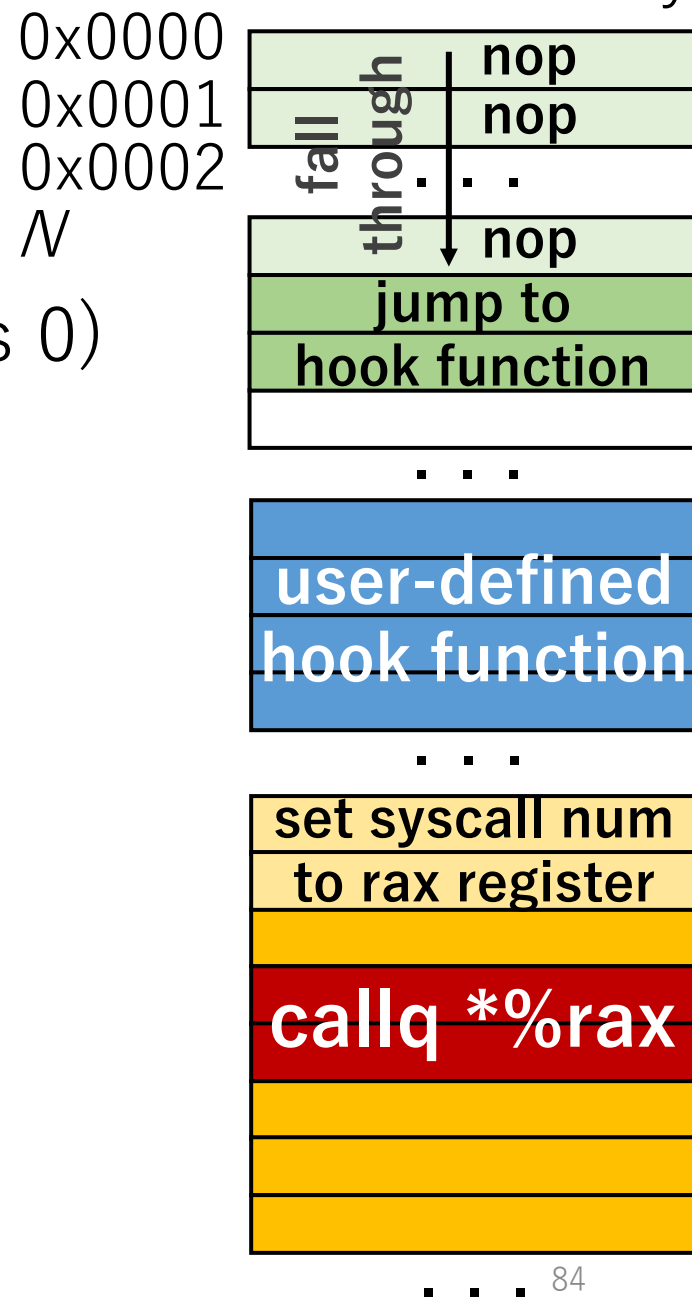 0x0000
nop
0x0001
nop
0x0002
. . .
N
nop
fall
through
jump to
s 0)
hook function
. . .
user-defined
hook function
. . .
set syscall num
to rax register
callq *%rax
. . .
84